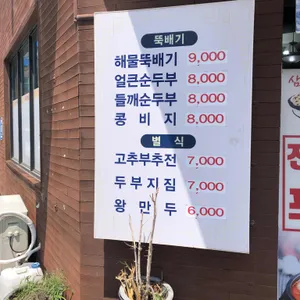 뚝배기
해물뚝배기 9,000
얼큰순두부 8,000
들깨순두부 8,000
콩비지 8,000
별식
고추부추전 7,000
두부지짐 7,000
왕만두 6,000